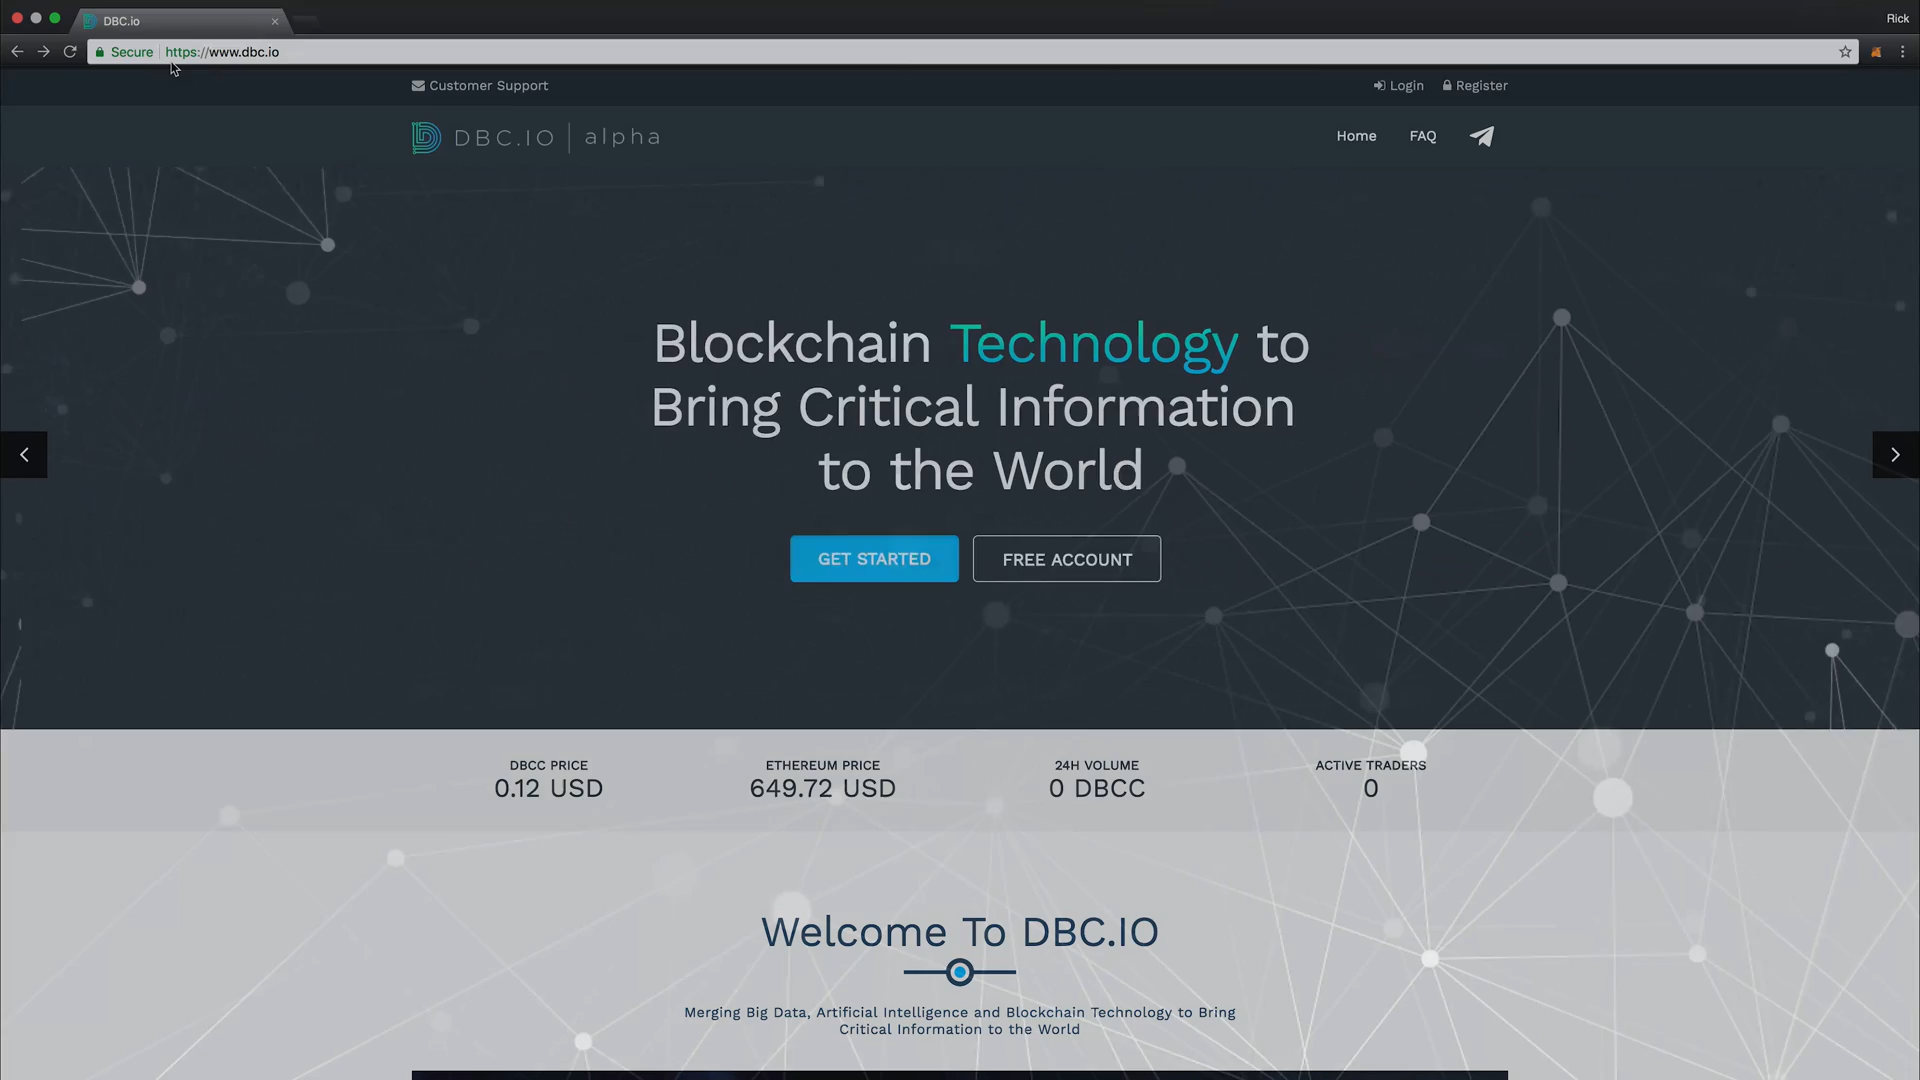 DBC.io
Rick
Secure https://www.dbc.io
Customer Support
Login
Register
DBC.IO | alpha
Home
FAQ
Blockchain Technology to
Bring Critical Information
to the World
GET STARTED
FREE ACCOUNT
DBCC PRICE
0.12 USD
ETHEREUM PRICE
649.72 USD
24H VOLUME
0 DBCC
ACTIVE TRADERS
0
Welcome To DBC.IO
Merging Big Data, Artificial Intelligence and Blockchain Technology to Bring
Critical Information to the World